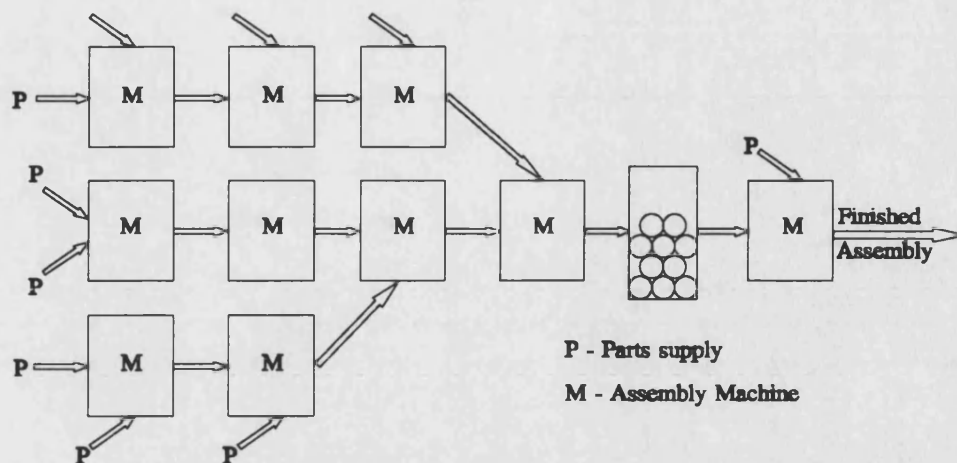 M M M
P
P
P
M M M M M
P
Finished
Assembly
P
M M
P P
P - Parts supply
M - Assembly Machine